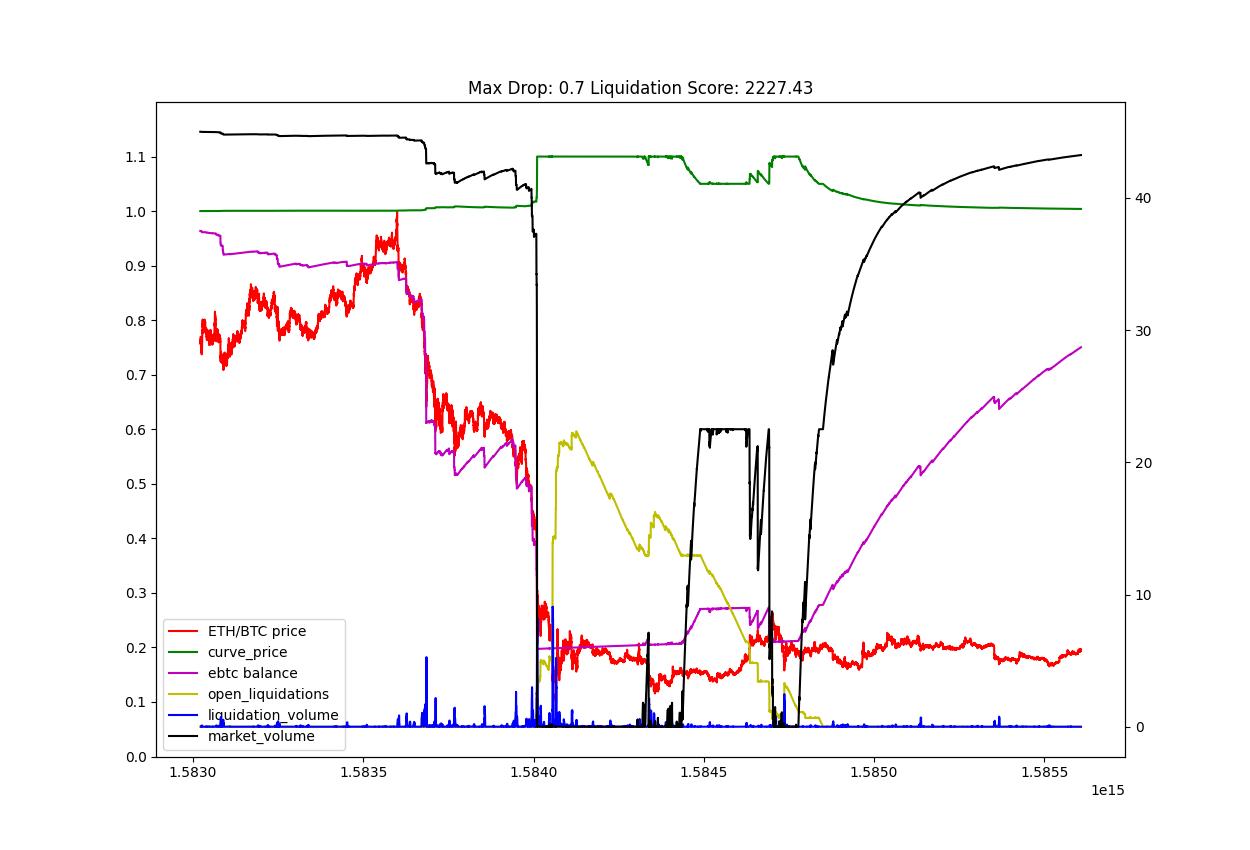 Max Drop: 0.7 Liquidation Score: 2227.43
1.1
1.0
0.9
0.8
0.7
0.6
0.5
0.4
0.3
0.2
0.1
0.0
40
30
20
10
0
ETH/BTC price
curve_price
ebtc balance
open_liquidations
liquidation_volume
market_volume
1.5830 1.5835 1.5840 1.5845 1.5850 1.5855
1e15